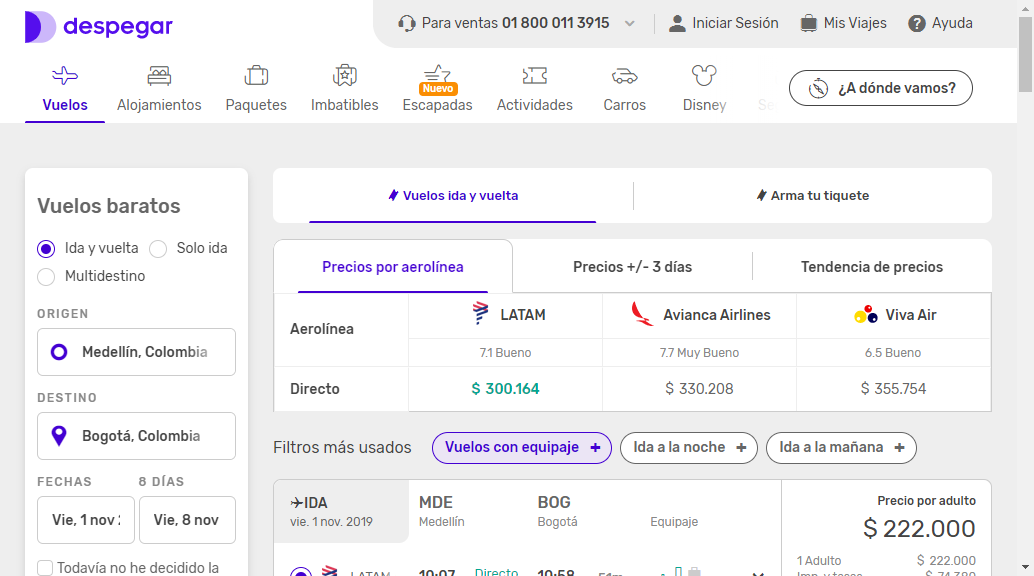 despegar
Para ventas 01 800 011 3915
Iniciar Sesión
Mis Viajes
Ayuda
Vuelos
Alojamientos
Paquetes
Imbatibles
Nuevo
Escapadas
Actividades
Carros
Disney
¿A dónde vamos?
Vuelos baratos
Ida y vuelta
Solo ida
Multidestino
ORIGEN
Medellín, Colombia
DESTINO
Bogotá, Colombia
FECHAS
8 DÍAS
Vie, 1 nov
Vie, 8 nov
Todavía no he decidido la
Vuelos ida y vuelta
Arma tu tiquete
Precios por aerolínea
Precios +/- 3 días
Tendencia de precios
Aerolínea
LATAM
Avianca Airlines
Viva Air
7.1 Bueno
7.7 Muy Bueno
6.5 Bueno
Directo
$ 300.164
$ 330.208
$ 355.754
Filtros más usados
Vuelos con equipaje +
Ida a la noche +
Ida a la mañana +
IDA
vie. 1 nov. 2019
MDE
Medellín
BOG
Bogotá
Equipaje
LATAM
10:07
Directo
10:58
51m
Precio por adulto
$ 222.000
1 Adulto
$ 222.000
Imp. y tasas
$ 74.380